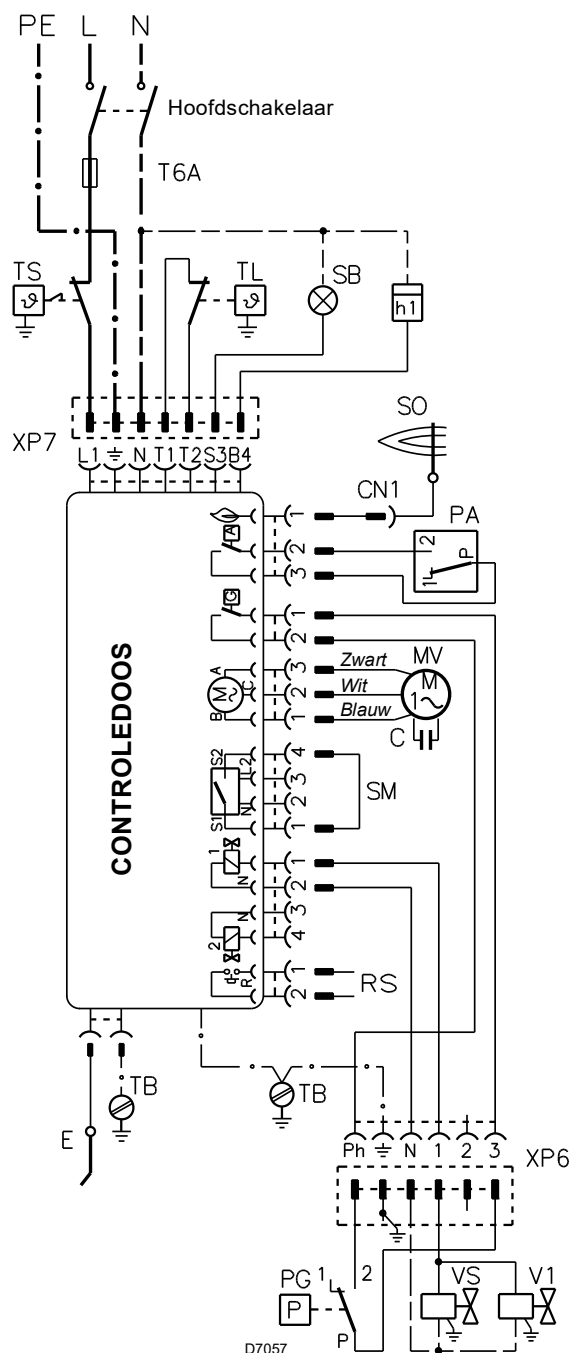 PE L N
Hoofdschakelaar
T6A
TS
ϑ
TL
ϑ
SB
h1
XP7
L1 N T1 T2 S3 B4
SO
CN1
PA
CONTROLEDOOS
1
A
2
3
2
P
1
G
1
2
A
M
C
B
3
2
1
Zwart
Wit
Blauw
MV
M
1
C
S2
L2
N
S1
4
3
2
1
SM
1
N
N
2
1
2
3
4
R
1
2
RS
TB
TB
E
Ph N 1 2 3
XP6
PG
P
1
2
P
VS
V1
D7057